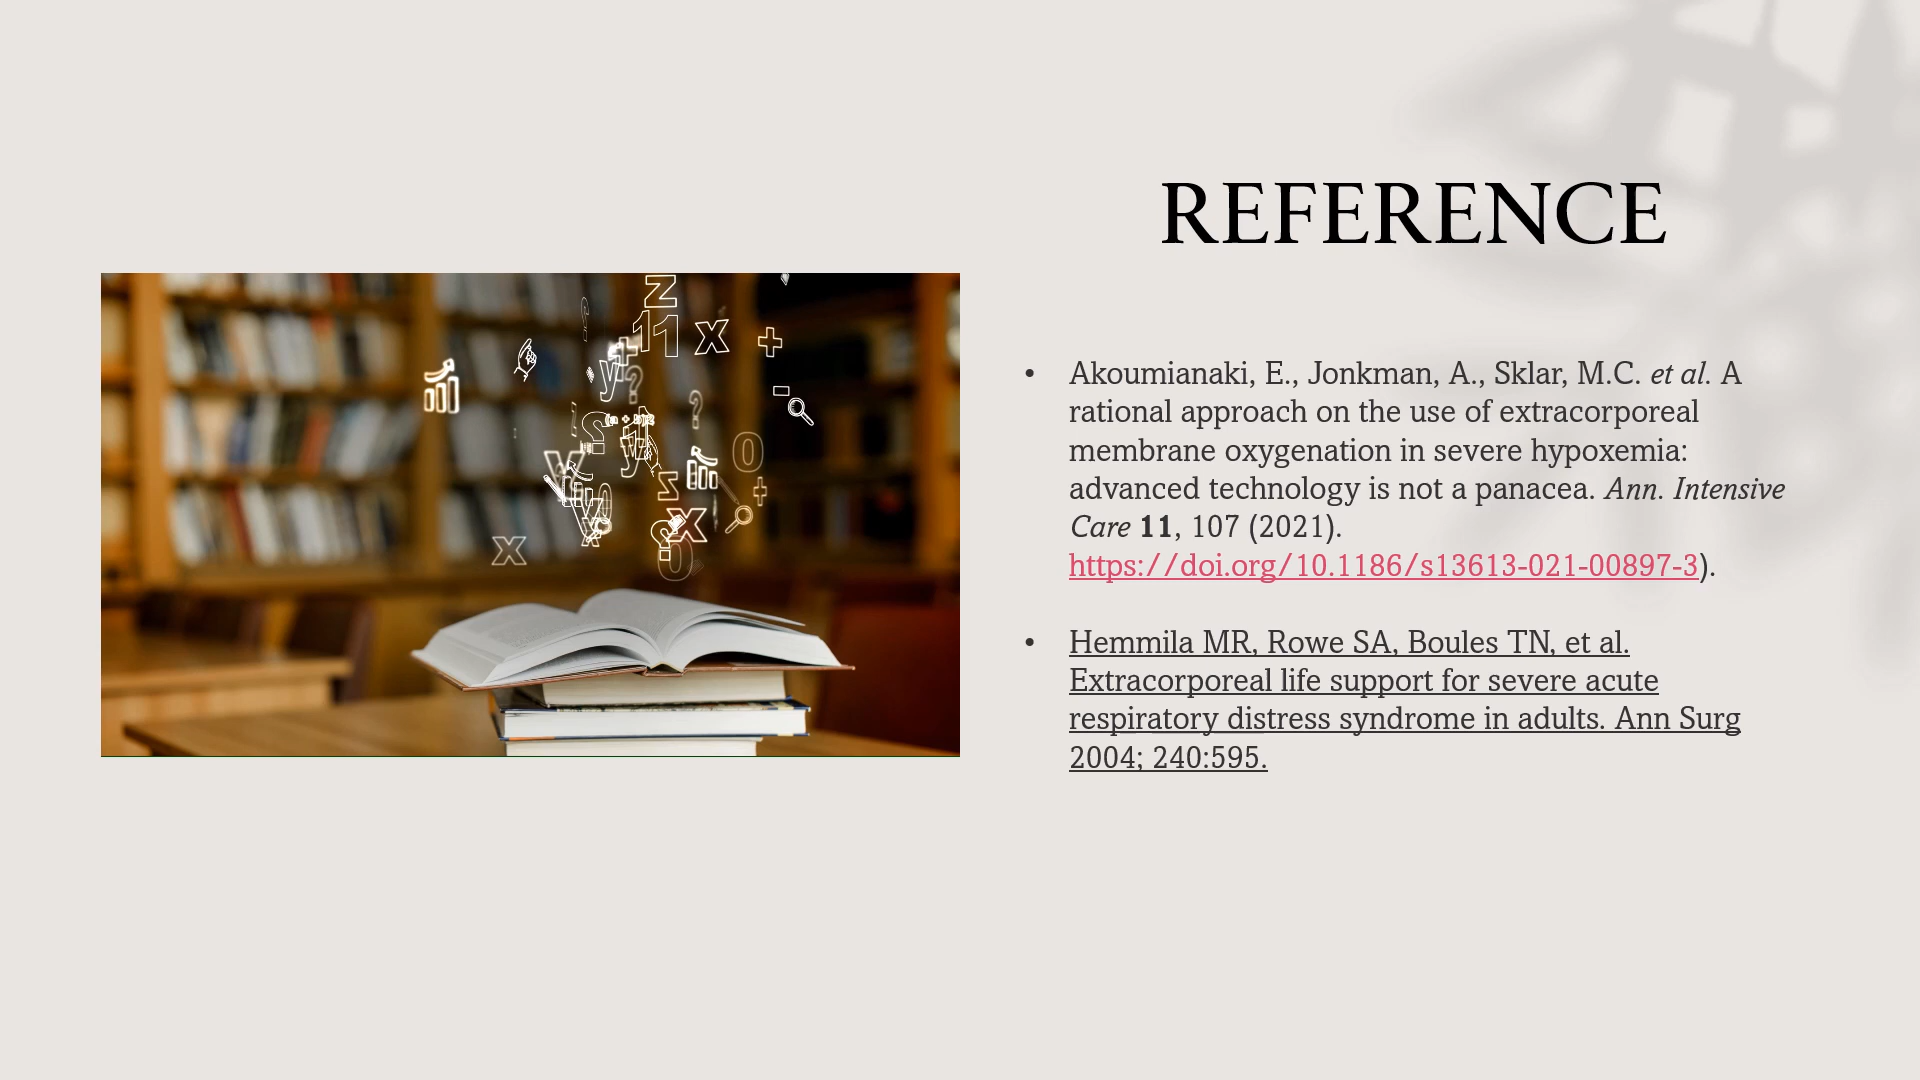 REFERENCE
• Akoumianaki, E., Jonkman, A., Sklar, M.C. et al. A
rational approach on the use of extracorporeal
membrane oxygenation in severe hypoxemia:
advanced technology is not a panacea. Ann. Intensive
Care 11, 107 (2021).
https://doi.org/10.1186/s13613-021-00897-3).
• Hemmila MR, Rowe SA, Boules TN, et al.
Extracorporeal life support for severe acute
respiratory distress syndrome in adults. Ann Surg
2004; 240:595.